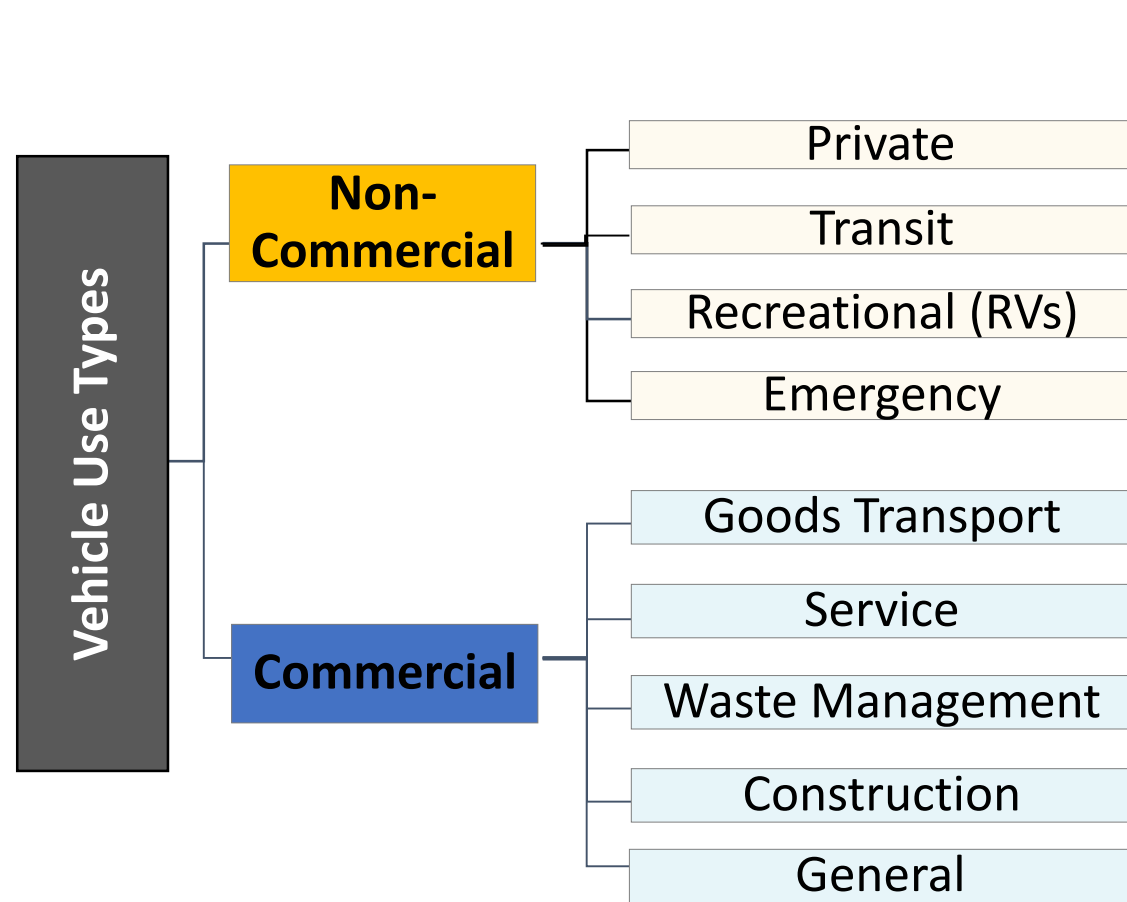 Vehicle Use Types
Non-
Commercial
Private
Transit
Recreational (RVs)
Emergency
Commercial
Goods Transport
Service
Waste Management
Construction
General